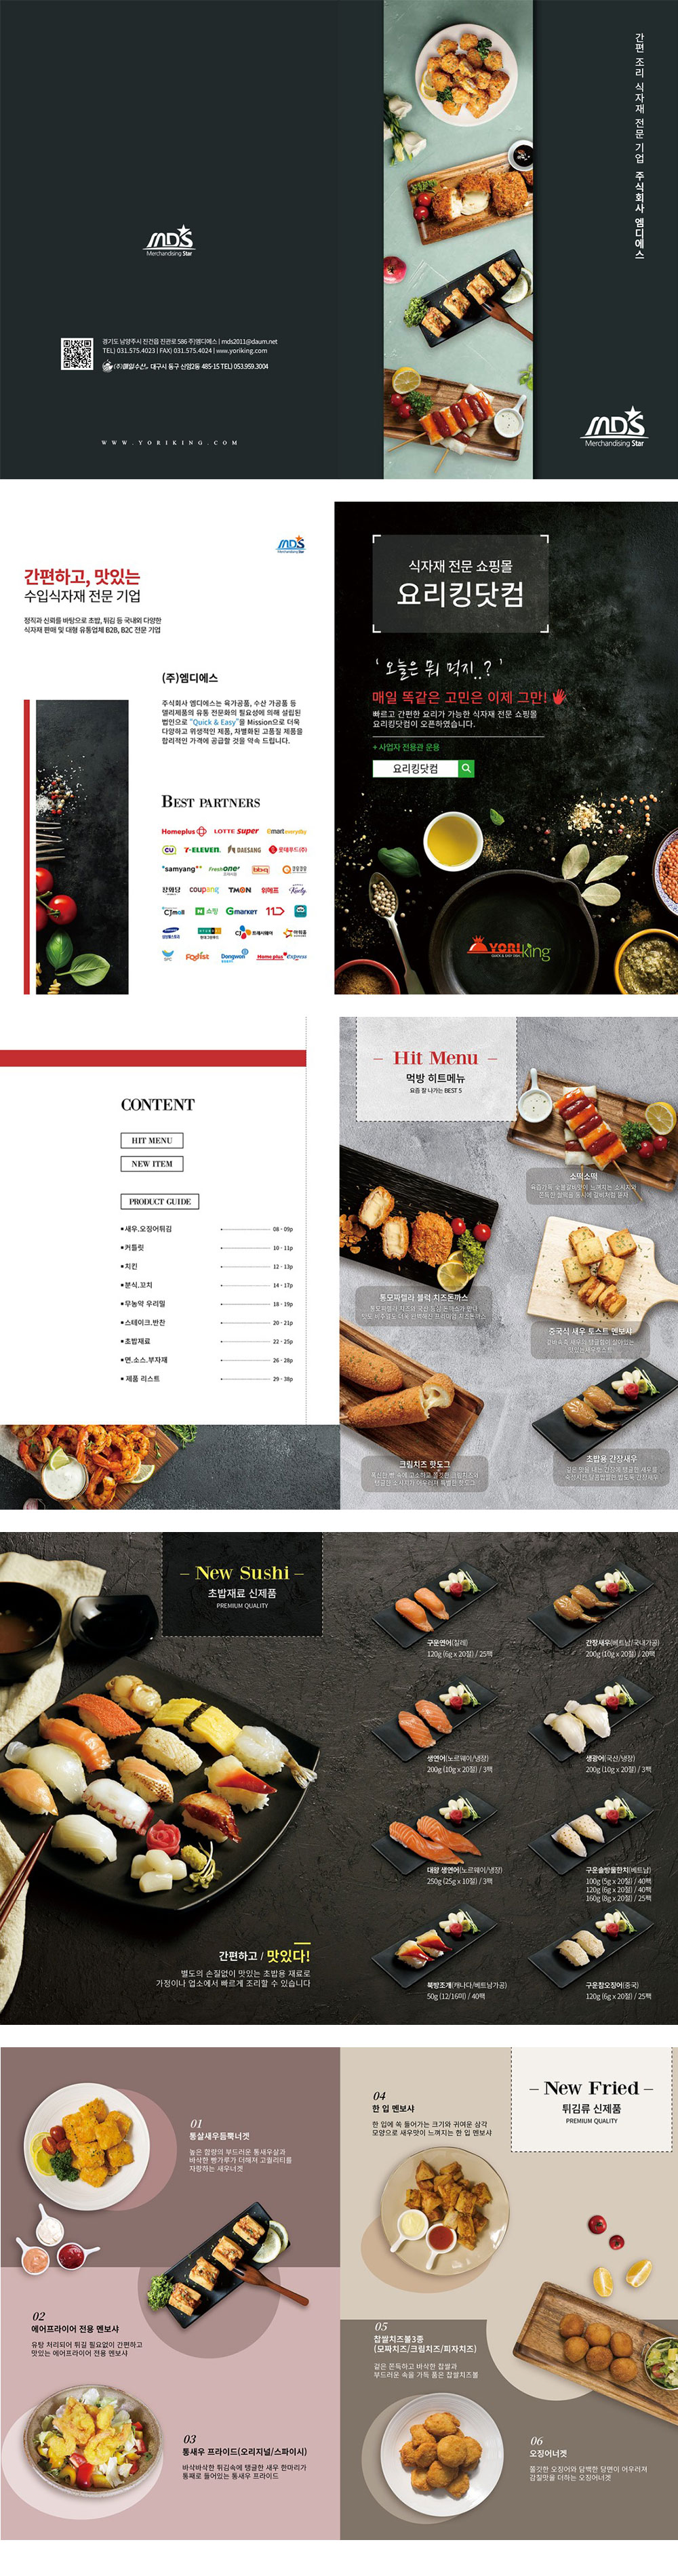 간편 조리 식자재 전문 기업 주식회사 엠디에스
MD'S
Merchandising Star
경기도 남양주시 진건읍 진관로 586 주)엠디에스 | mds2011@daum.net
TEL) 031.575.4023 | FAX) 031.575.4024 | www.yoriking.com
대구시 동구 신암2동 485-15 TEL) 053.959.3004
WWW.YORIKING.COM
MD'S
Merchandising Star
MD'S
Merchandising Star
간편하고, 맛있는
수입식자재 전문 기업
정직과 신뢰를 바탕으로 초밥, 튀김 등 국내외 다양한
식자재 판매 및 대형 유통업체 B2B, B2C 전문 기업
(주)엠디에스
주식회사 엠디에스는 육가공품, 수산 가공품 등
델리제품의 유통 전문화의 필요성에 의해 설립된
법인으로 "Quick & Easy"을 Mission으로 더욱
다양하고 위생적인 제품, 차별화된 고품질 제품을
합리적인 가격에 공급할 것을 약속 드립니다.
BEST PARTNERS
Homeplus LOTTE super emart everyday
CU 7-ELEVEN. DAESANG 롯데푸드(주)
samyang Freshone bbq
coupang TMON 위메프 Kurly
CJmall N 쇼핑 Gmarket 11
CJ 프레시웨이 아워홈
SPC Fodist Dongwon Home plus Express
식자재 전문 쇼핑몰
요리킹닷컴
'오늘은 뭐 먹지..?'
매일 똑같은 고민은 이제 그만!
빠르고 간편한 요리가 가능한 식자재 전문 쇼핑몰
요리킹닷컴이 오픈하였습니다.
+ 사업자 전용관 운용
요리킹닷컴
YORIking
QUICK & EASY DISH
CONTENT
HIT MENU
NEW ITEM
PRODUCT GUIDE
새우.오징어튀김 08 - 09p
커틀릿 10 - 11p
치킨 12 - 13p
분식.꼬치 14 - 17p
무농약 우리밀 18 - 19p
스테이크.반찬 20 - 21p
초밥재료 22 - 25p
면.소스.부자재 26 - 28p
제품 리스트 29 - 38p
Hit Menu
먹방 히트메뉴
요즘 잘 나가는 BEST 5
소떡소떡
통모짜렐라 블럭 치즈돈까스
중국식 새우 토스트 멘보샤
크림치즈 핫도그
초밥용 간장새우
New Sushi
초밥재료 신제품
PREMIUM QUALITY
간편하고 / 맛있다!
별도의 손질없이 맛있는 초밥용 재료로
가정이나 업소에서 빠르게 조리할 수 있습니다
구운연어(칠레)
120g (6g x 20절) / 25팩
간장새우(베트남/국내가공)
200g (10g x 20절) / 20팩
생연어(노르웨이/냉장)
200g (10g x 20절) / 3팩
생광어(국산/냉장)
200g (10g x 20절) / 3팩
대왕 생연어(노르웨이/냉장)
250g (25g x 10절) / 3팩
구운솔방울한치(베트남)
100g (5g x 20절) / 40팩
120g (6g x 20절) / 40팩
160g (8g x 20절) / 25팩
북방조개(캐나다/베트남가공)
50g (12/16미) / 40팩
구운참오징어(중국)
120g (6g x 20절) / 25팩
New Fried
튀김류 신제품
PREMIUM QUALITY
01
통살새우듬뿍너겟
높은 함량의 부드러운 통새우살과
바삭한 빵가루가 더해져 고퀄리티를
자랑하는 새우너겟
02
에어프라이어 전용 멘보샤
유탕 처리되어 튀길 필요없이 간편하고
맛있는 에어프라이어 전용 멘보샤
03
통새우 프라이드(오리지널/스파이시)
바삭바삭한 튀김속에 탱글한 새우 한마리가
통째로 들어있는 통새우 프라이드
04
한 입 멘보샤
한 입에 쏙 들어가는 크기와 귀여운 삼각
모양으로 새우맛이 느껴지는 한 입 멘보샤
05
찹쌀치즈볼3종
(모짜치즈/크림치즈/피자치즈)
겉은 쫀득하고 바삭한 찹쌀과
부드러운 속을 가득 품은 찹쌀치즈볼
06
오징어너겟
쫄깃한 오징어와 담백한 당면이 어우러져
감칠맛을 더하는 오징어너겟